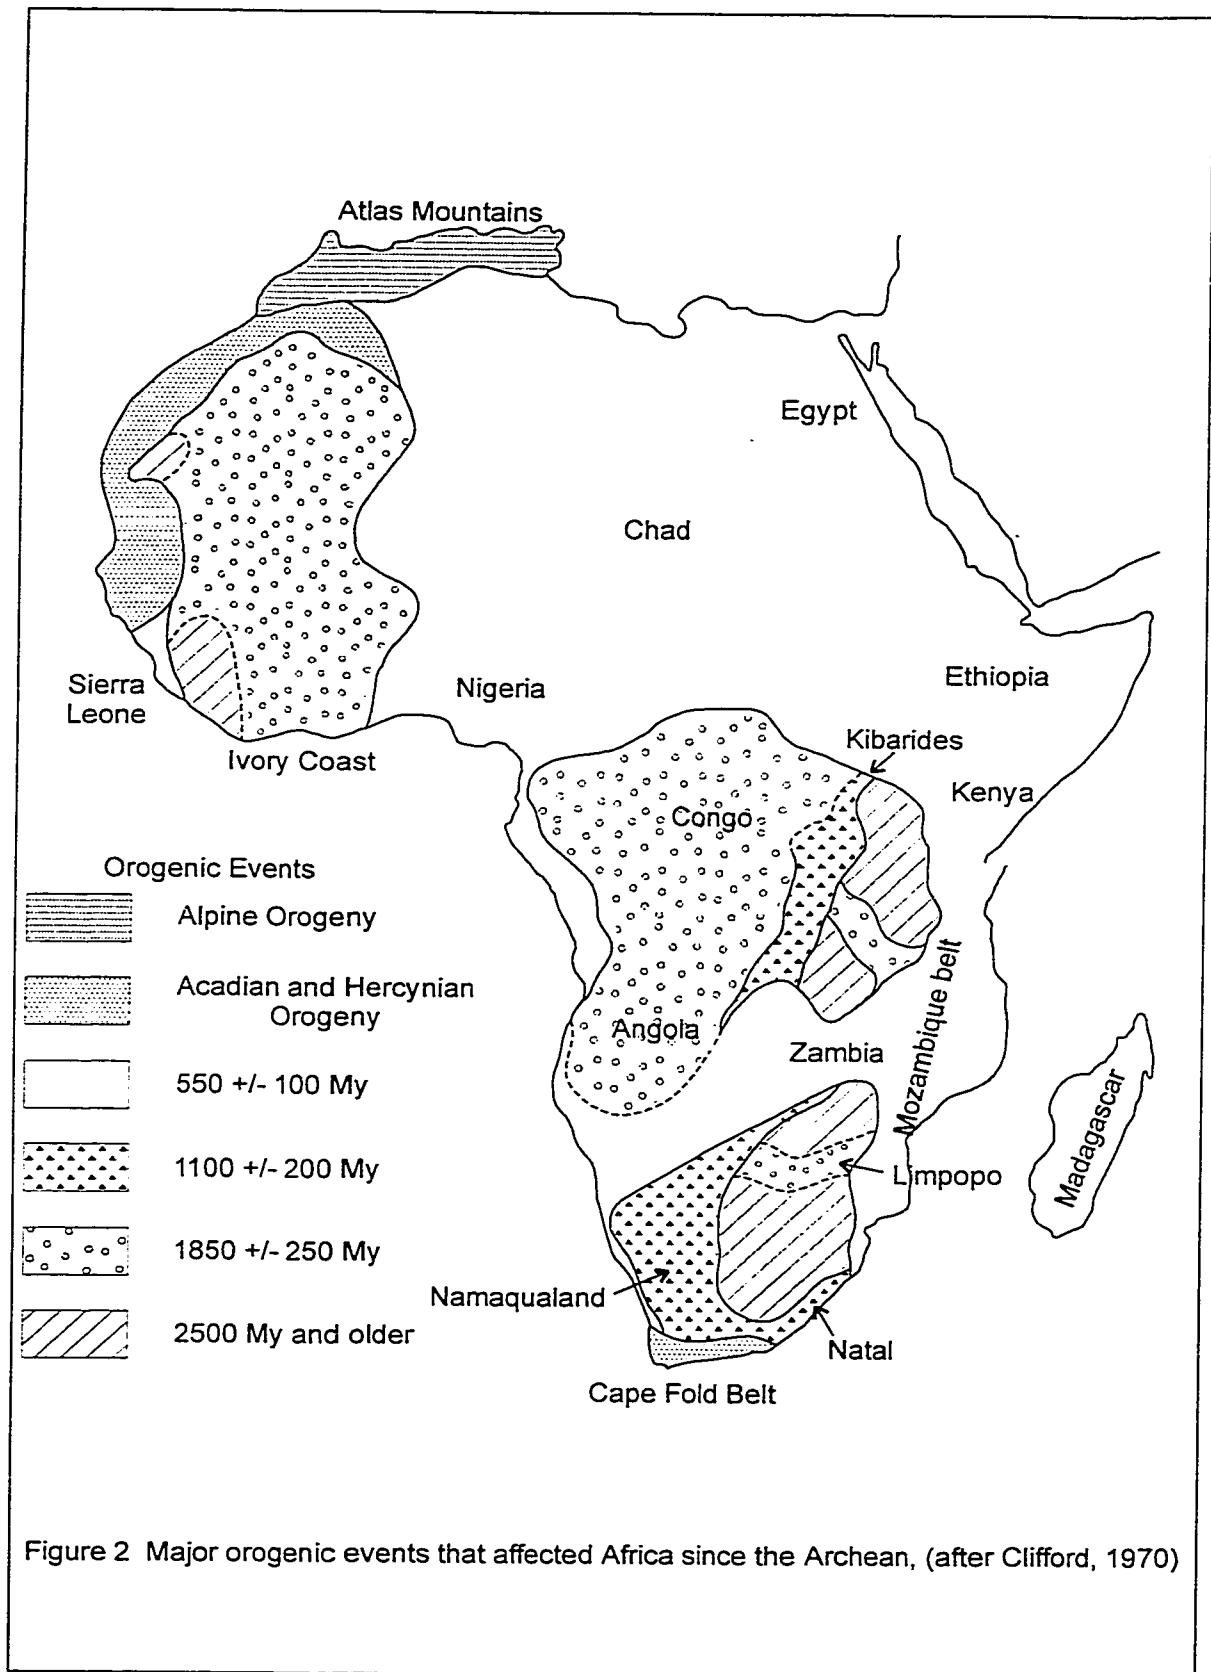 Atlas Mountains
Egypt
Chad
Ethiopia
Sierra
Leone
Nigeria
Ivory Coast
Kibarides
Kenya
Congo
Orogenic Events
Alpine Orogeny
Acadian and Hercynian
Orogeny
550 +/- 100 My
1100 +/- 200 My
1850 +/- 250 My
2500 My and older
Angola
Zambia
Mozambique belt
Madagascar
Limpopo
Namaqualand
Natal
Cape Fold Belt
Figure 2 Major orogenic events that affected Africa since the Archean, (after Clifford, 1970)